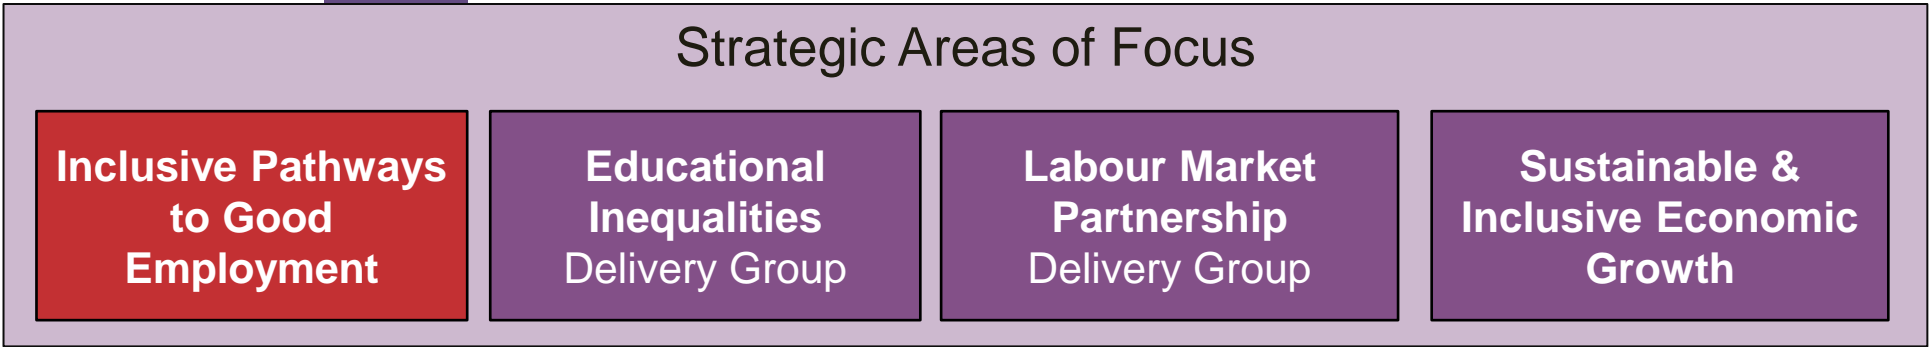 Strategic Areas of Focus
Inclusive Pathways
to Good
Employment
Educational
Inequalities
Delivery Group
Labour Market
Partnership
Delivery Group
Sustainable &
Inclusive Economic
Growth